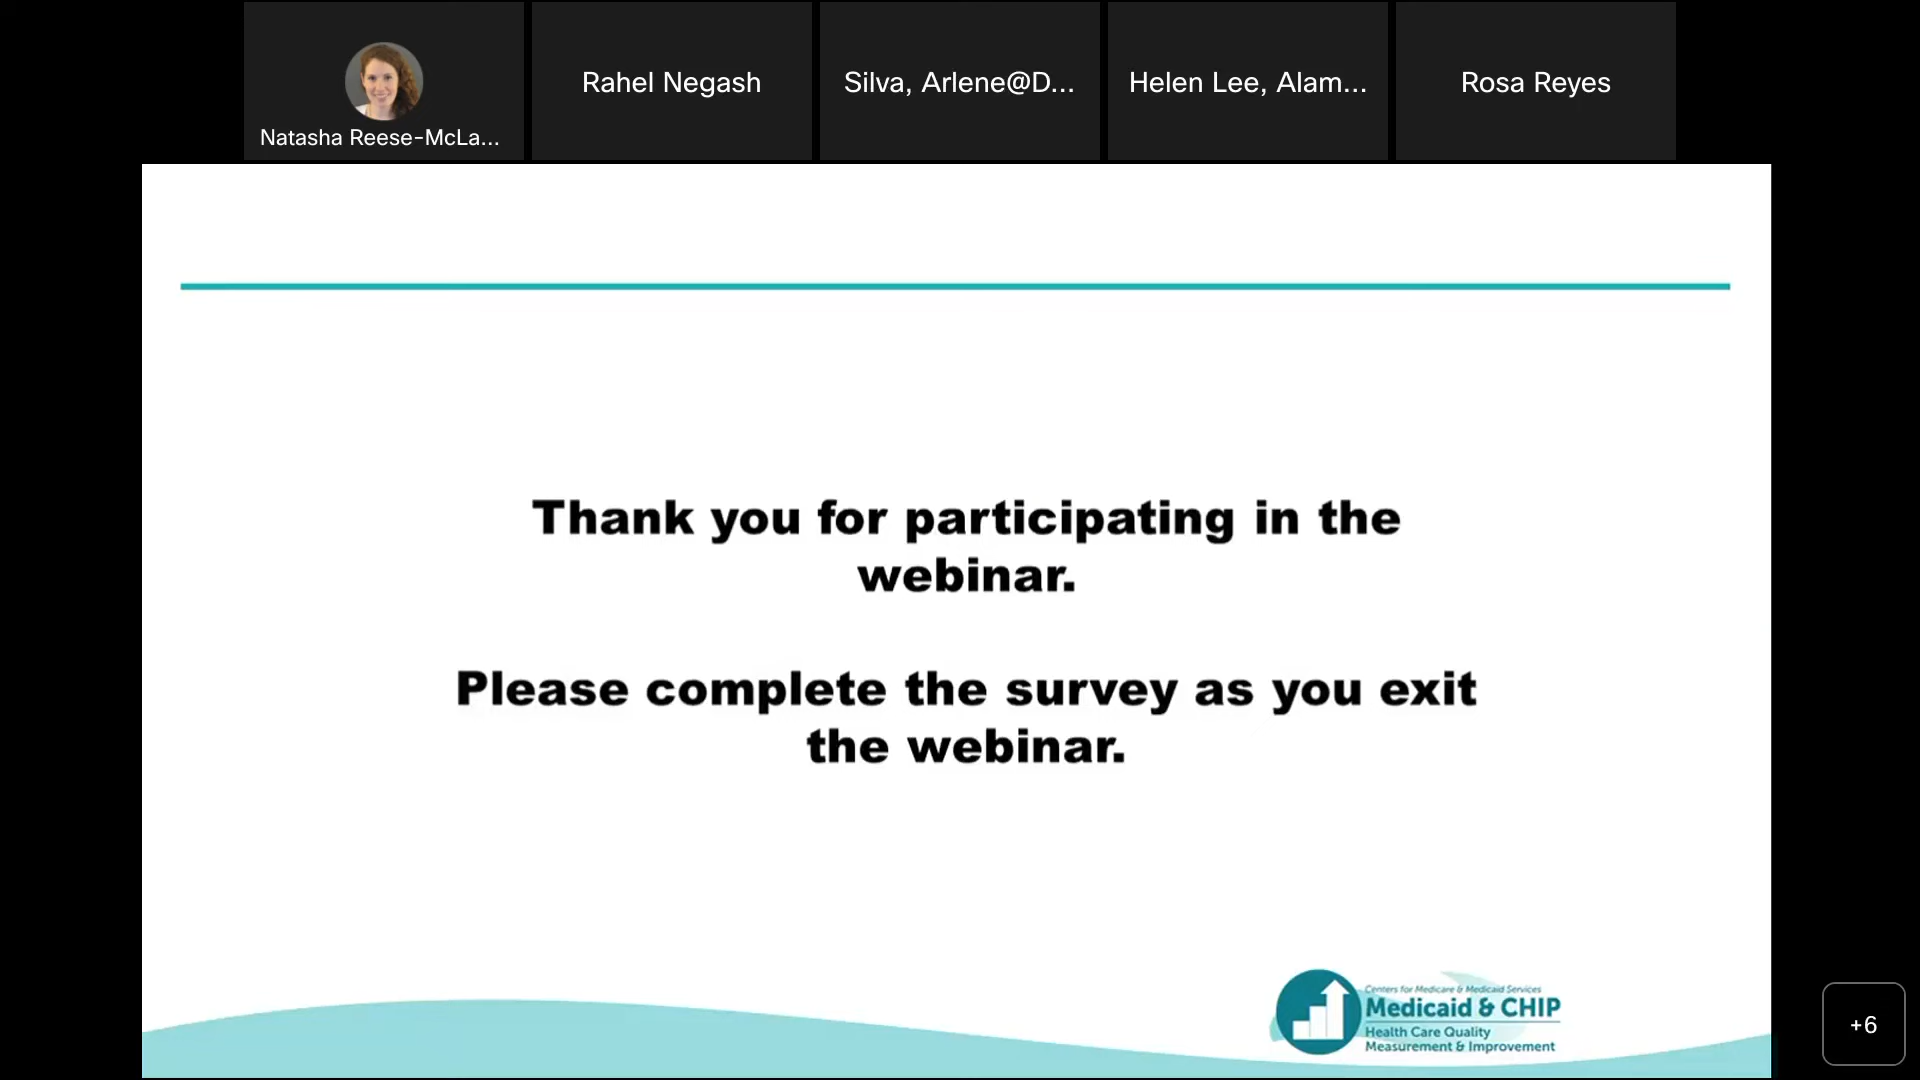 Natasha Reese-McLa...
Rahel Negash
Silva, Arlene@D...
Helen Lee, Alam...
Rosa Reyes
Thank you for participating in the
webinar.
Please complete the survey as you exit
the webinar.
Centers for Medicare & Medicaid Services
Medicaid & CHIP
Health Care Quality
Measurement & Improvement
+6